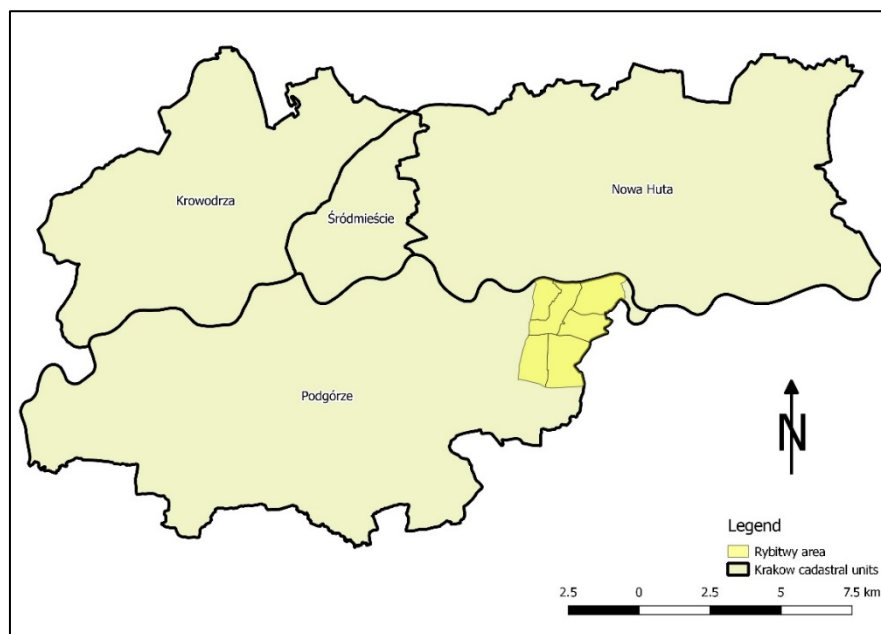 Krowodrza
Śródmieście
Nowa Huta
Podgórze
N
Legend
Rybitwy area
Krakow cadastral units
2.5 0 2.5 5 7.5 km